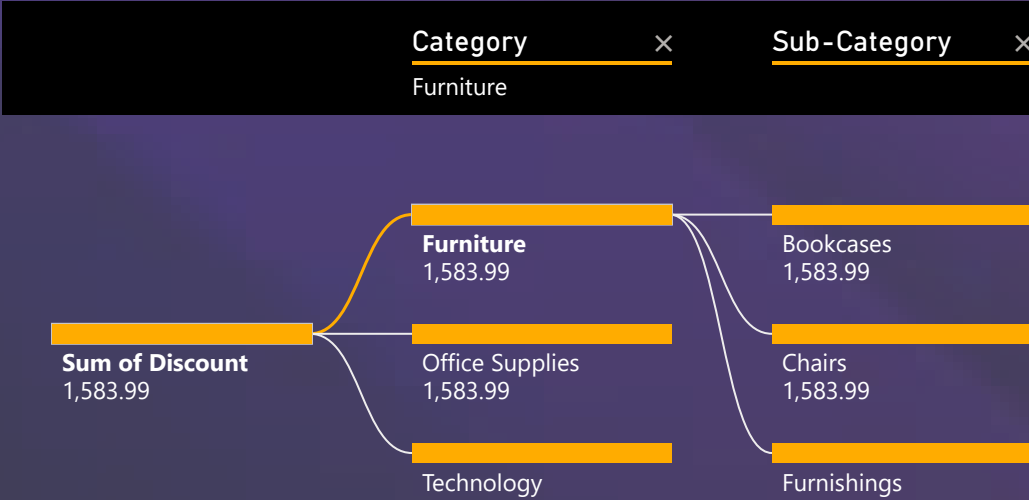 Category ×
Sub-Category ×
Furniture
Furniture
1,583.99
Bookcases
1,583.99
Sum of Discount
1,583.99
Office Supplies
1,583.99
Chairs
1,583.99
Technology
Furnishings